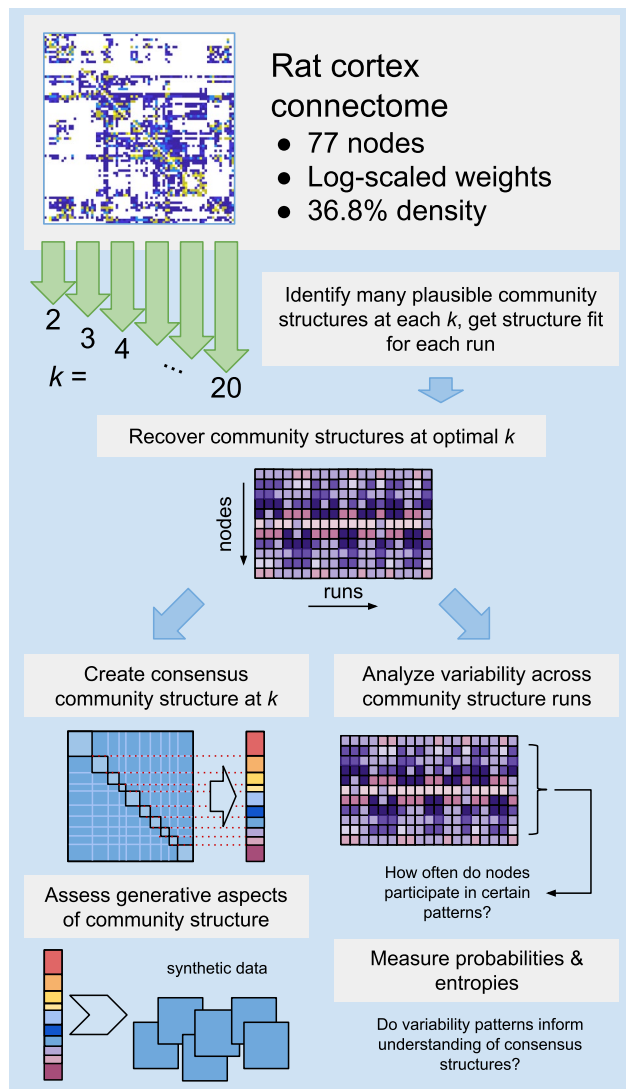 Rat cortex
connectome
● 77 nodes
● Log-scaled weights
● 36.8% density
2
3
4
...
20
k =
Identify many plausible community
structures at each k, get structure fit
for each run
Recover community structures at optimal k
nodes
runs
Create consensus
community structure at k
Analyze variability across
community structure runs
How often do nodes
participate in certain
patterns?
Assess generative aspects
of community structure
synthetic data
Measure probabilities &
entropies
Do variability patterns inform
understanding of consensus
structures?